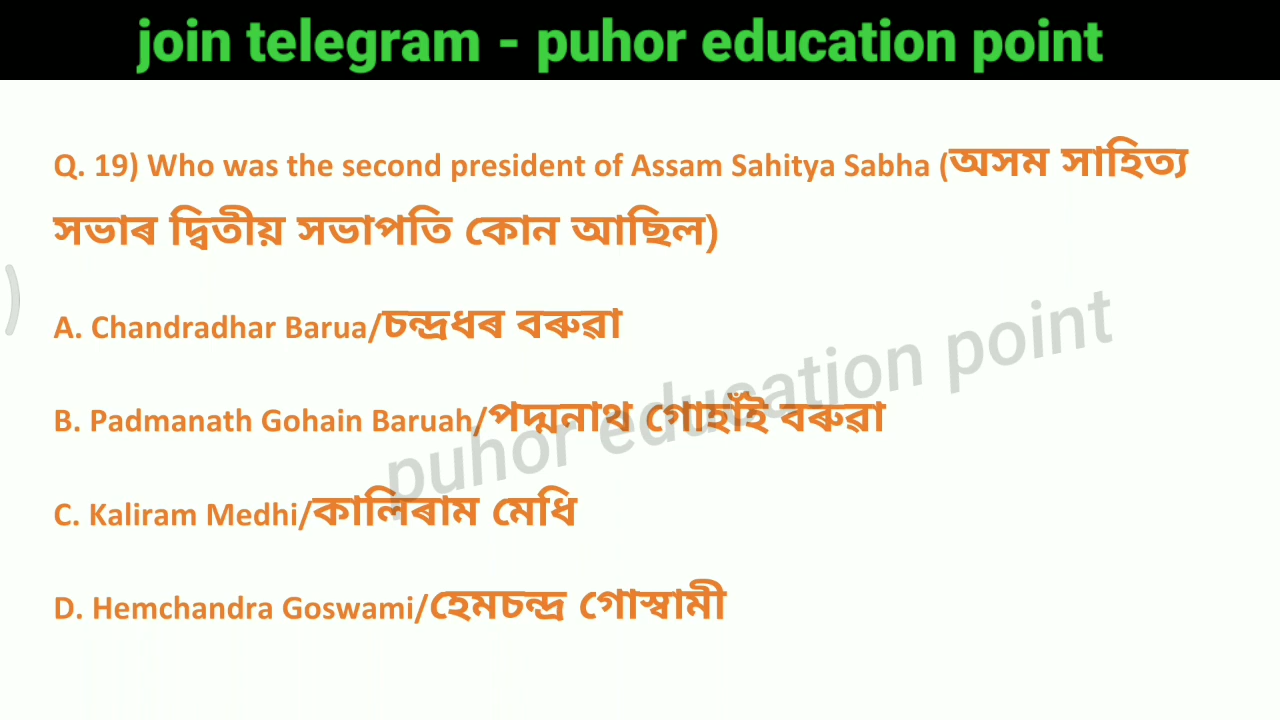 join telegram - puhor education point
Q. 19) Who was the second president of Assam Sahitya Sabha (অসম সাহিত্য
সভাৰ দ্বিতীয় সভাপতি কোন আছিল)
A. Chandradhar Barua/চন্দ্ৰধৰ বৰুৱা
B. Padmanath Gohain Baruah/পদ্মনাথ গোহাঁই বৰুৱা
C. Kaliram Medhi/কালিৰাম মেধি
D. Hemchandra Goswami/হেমচন্দ্ৰ গোস্বামী
puhor education point